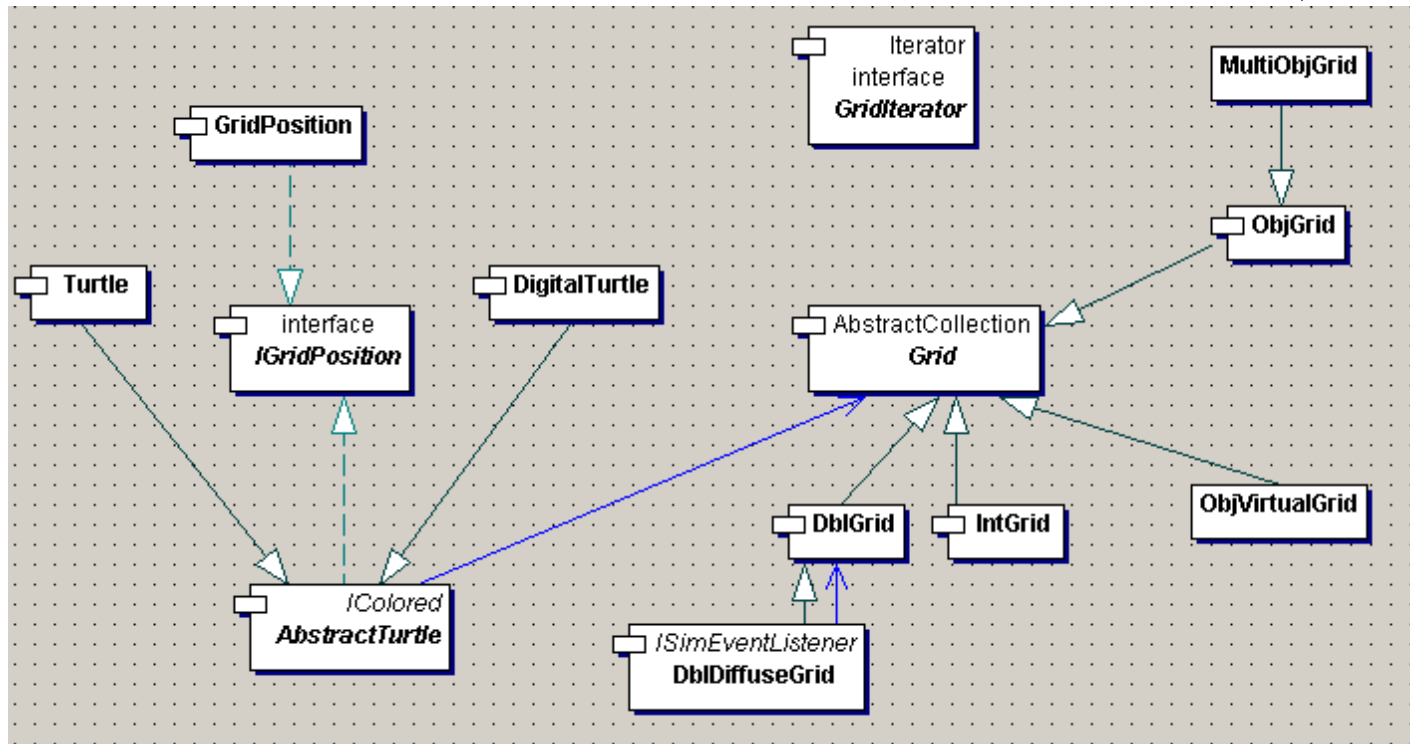 Iterator
interface
GridIterator
MultiObjGrid
GridPosition
ObjGrid
Turtle
DigitalTurtle
interface
IGridPosition
AbstractCollection
Grid
DblGrid
IntGrid
ObjVirtualGrid
IColored
AbstractTurtle
ISimEventListener
DblDiffuseGrid